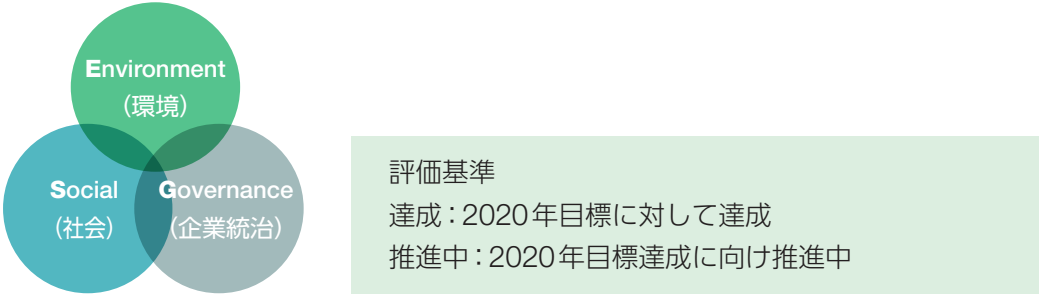 Environment
(環境)
Social
(社会)
Governance
(企業統治)
評価基準
達成：2020年目標に対して達成
推進中：2020年目標達成に向け推進中